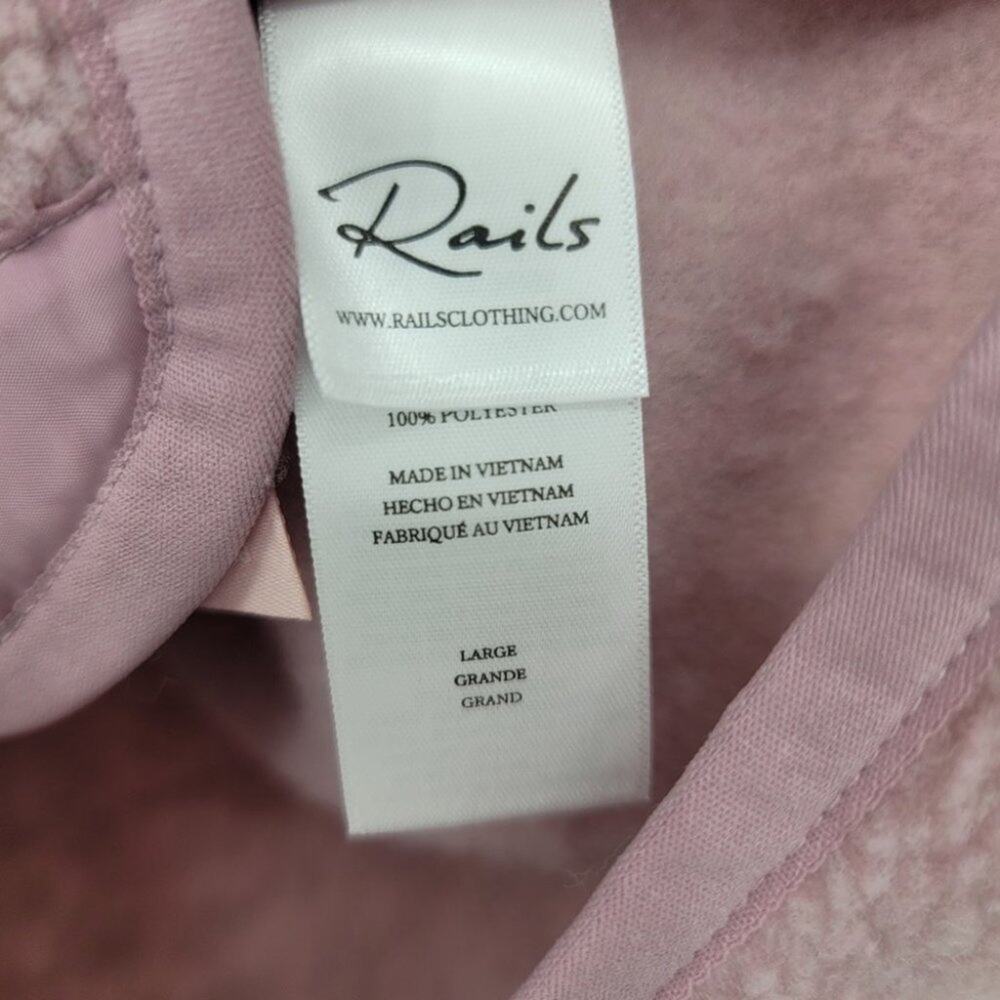 Rails
WWW.RAILSCLOTHING.COM
100% POLYESTER
MADE IN VIETNAM
HECHO EN VIETNAM
FABRIQUÉ AU VIETNAM
LARGE
GRANDE
GRAND